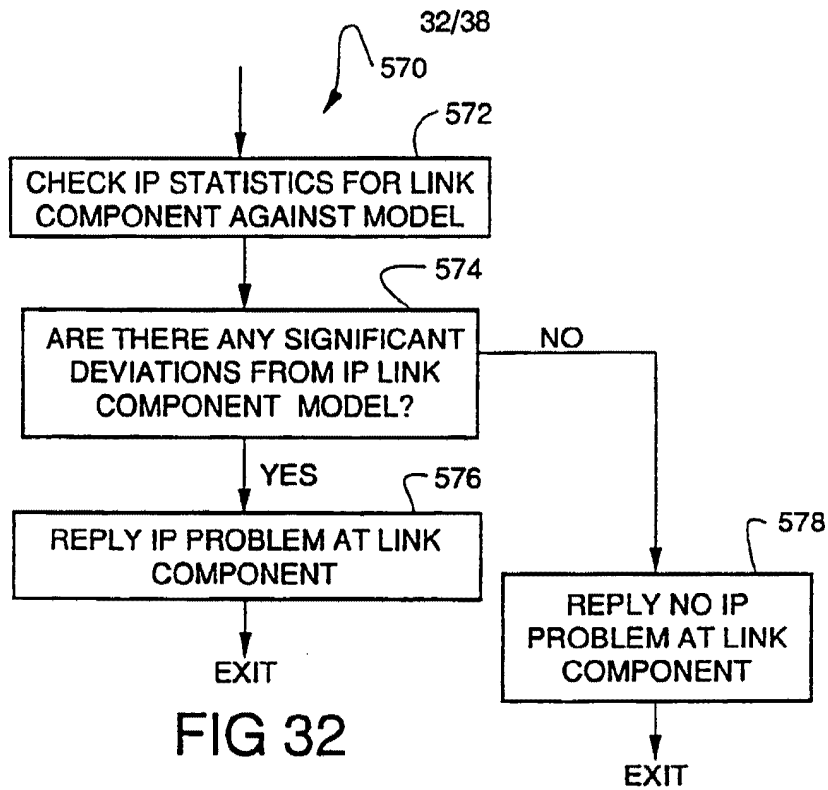 32/38
570
572
CHECK IP STATISTICS FOR LINK
COMPONENT AGAINST MODEL
574
ARE THERE ANY SIGNIFICANT
DEVIATIONS FROM IP LINK
COMPONENT MODEL?
NO
YES
576
REPLY IP PROBLEM AT LINK
COMPONENT
578
REPLY NO IP
PROBLEM AT LINK
COMPONENT
EXIT
FIG 32
EXIT